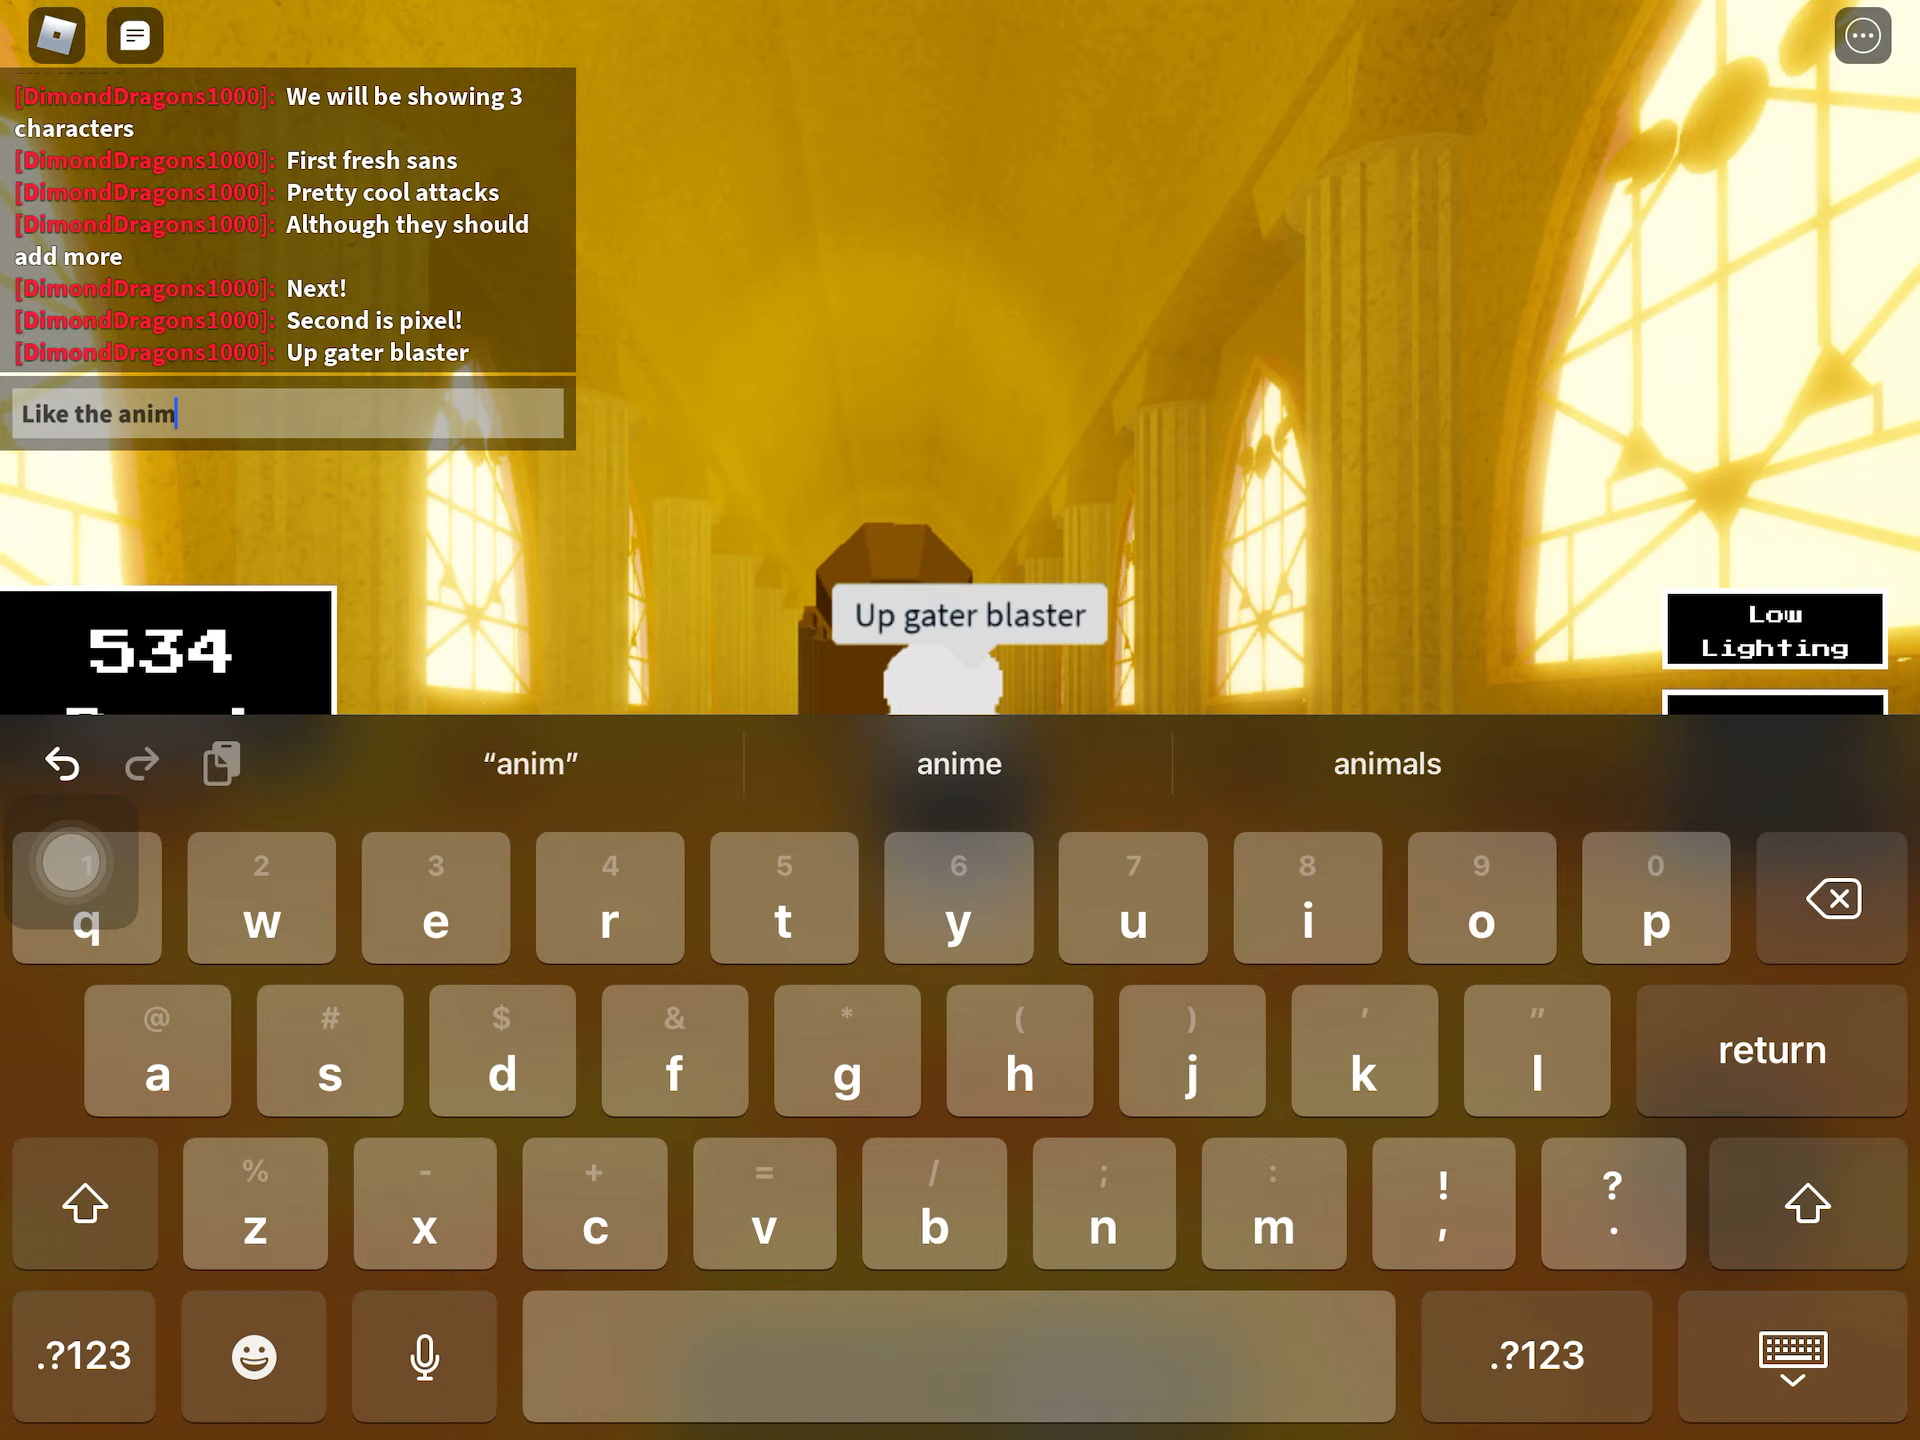 [DimondDragons1000]: We will be showing 3
characters
[DimondDragons1000]: First fresh sans
[DimondDragons1000]: Pretty cool attacks
[DimondDragons1000]: Although they should
add more
[DimondDragons1000]: Next!
[DimondDragons1000]: Second is pixel!
[DimondDragons1000]: Up gater blaster
Like the anim
Up gater blaster
534
Low
Lighting
“anim” anime animals
1 2 3 4 5 6 7 8 9 0
q w e r t y u i o p
@ # $ & * ( ) ' "
a s d f g h j k l return
% - + = / ; : ! ?
z x c v b n m , .
.?123 .?123